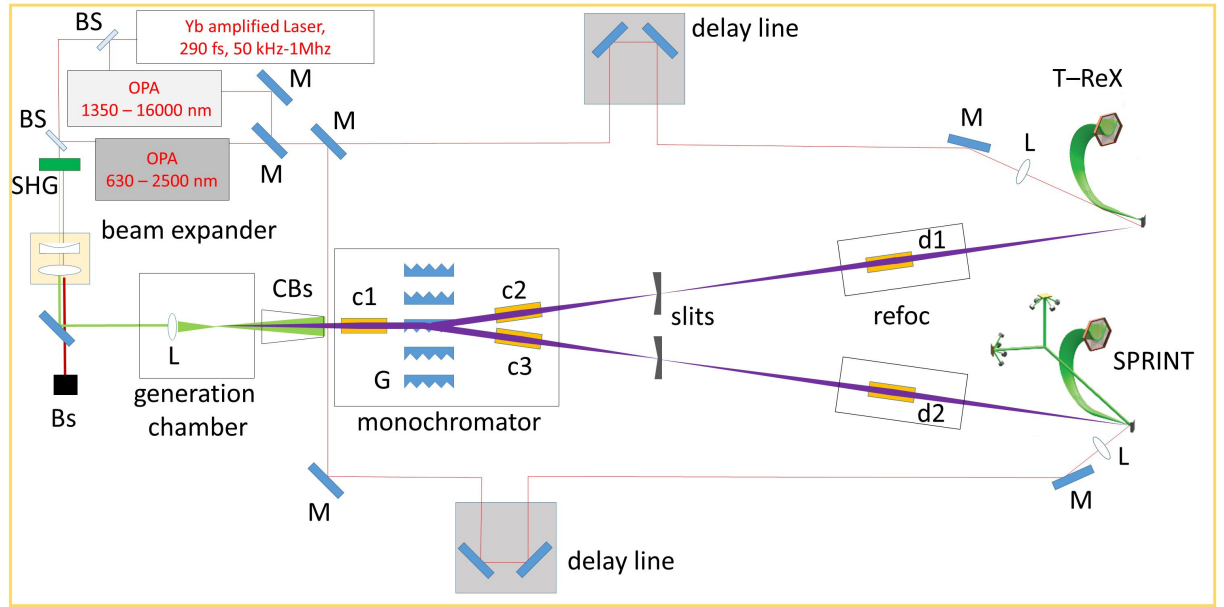 BS
Yb amplified Laser,
290 fs, 50 kHz-1Mhz
delay line
OPA
1350 – 16000 nm
M
T–ReX
BS
M
M
L
OPA
630 – 2500 nm
M
SHG
beam expander
d1
CBs
c1
c2
slits
refoc
L
c3
G
SPRINT
Bs
generation
chamber
monochromator
d2
L
M
M
delay line